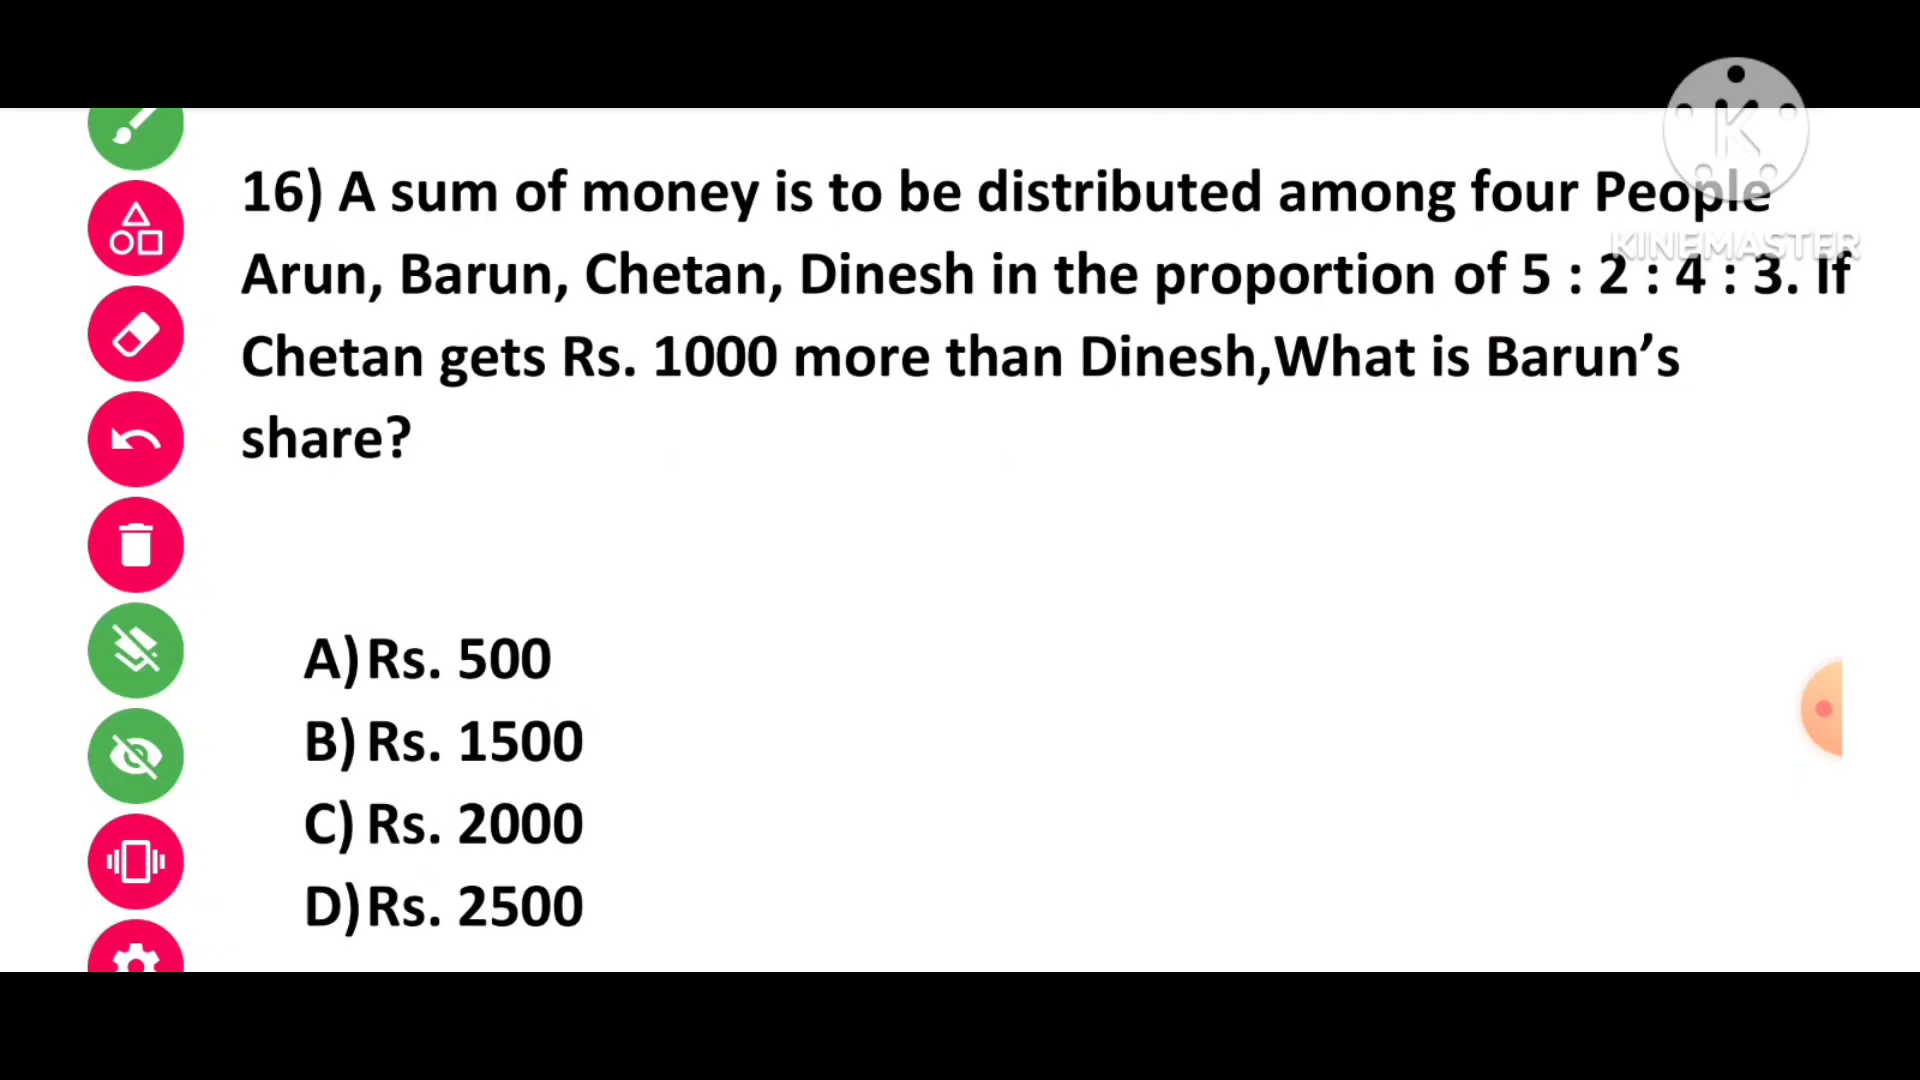 16) A sum of money is to be distributed among four People
KINEMASTER
Arun, Barun, Chetan, Dinesh in the proportion of 5 : 2 : 4 : 3. If
Chetan gets Rs. 1000 more than Dinesh,What is Barun’s
share?
A) Rs. 500
B) Rs. 1500
C) Rs. 2000
D) Rs. 2500